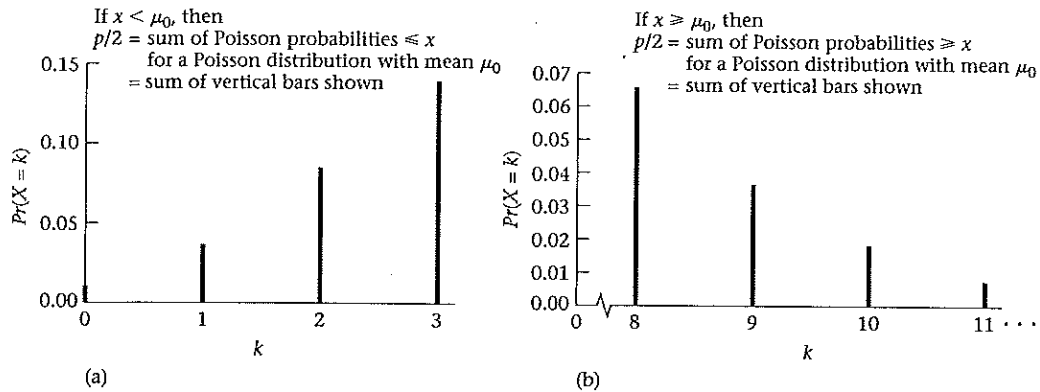 If x < μ0, then
p/2 = sum of Poisson probabilities ≤ x
for a Poisson distribution with mean μ0
= sum of vertical bars shown
0.15
0.10
0.05
0.00
Pr(X = k)
0 1 2 3
k
(a)
If x ≥ μ0, then
p/2 = sum of Poisson probabilities ≥ x
for a Poisson distribution with mean μ0
= sum of vertical bars shown
0.07
0.06
0.05
0.04
0.03
0.02
0.01
0.00
Pr(X = k)
0 8 9 10 11 · · ·
k
(b)